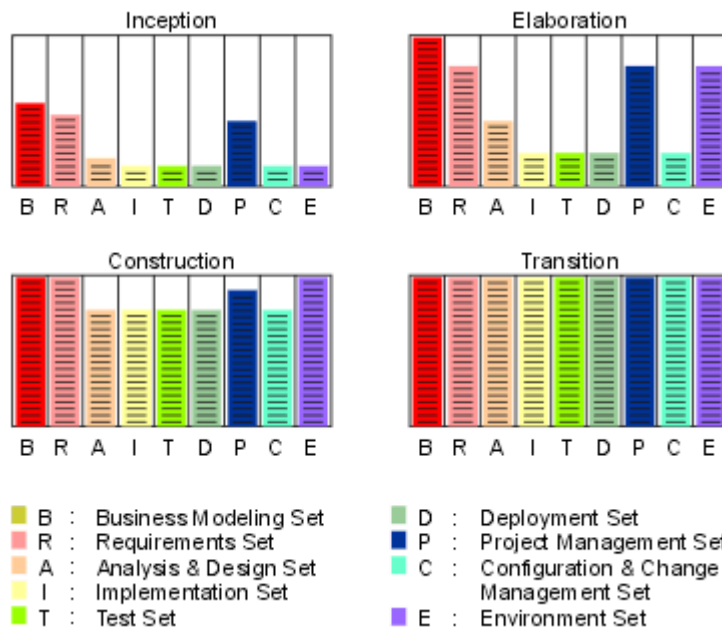 Inception
Elaboration
B R A I T D P C E
B R A I T D P C E
Construction
Transition
B R A I T D P C E
B R A I T D P C E
B : Business Modeling Set
R : Requirements Set
A : Analysis & Design Set
I : Implementation Set
T : Test Set
D : Deployment Set
P : Project Management Set
C : Configuration & Change
Management Set
E : Environment Set